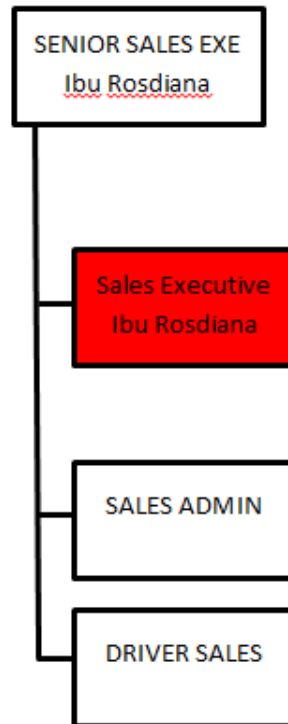 SENIOR SALES EXE
Ibu Rosdiana
Sales Executive
Ibu Rosdiana
SALES ADMIN
DRIVER SALES